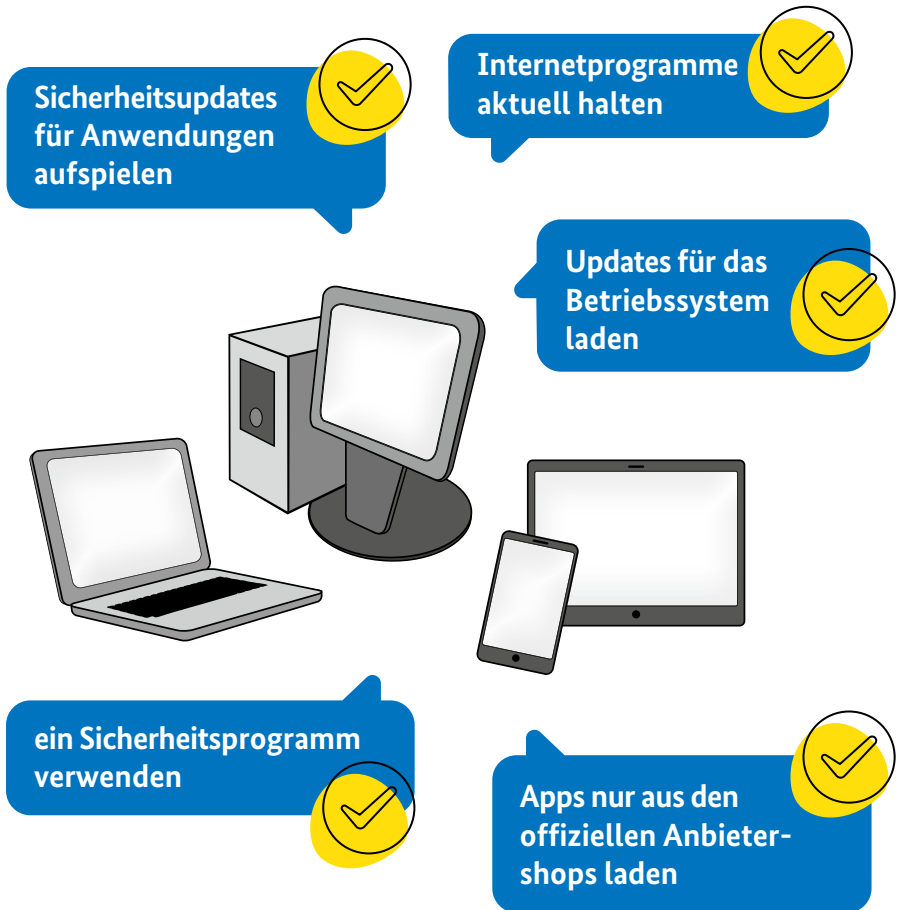 Sicherheitsupdates
für Anwendungen
aufspielen
Internetprogramme
aktuell halten
Updates für das
Betriebssystem
laden
ein Sicherheitsprogramm
verwenden
Apps nur aus den
offiziellen Anbieter-
shops laden